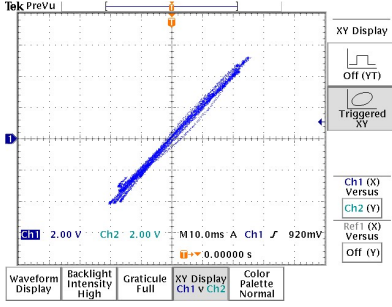 Tek PreVu
T
T
XY Display
Off (YT)
1
Triggered
XY
Ch1 (X)
Versus
Ch2 (Y)
Ch1 2.00 V Ch2 2.00 V M 10.0ms A Ch1 920mV
Ref1 (X)
Versus
Off (Y)
T 0.00000 s
Waveform
Display
Backlight
Intensity
High
Graticule
Full
XY Display
Ch1 v Ch2
Color
Palette
Normal